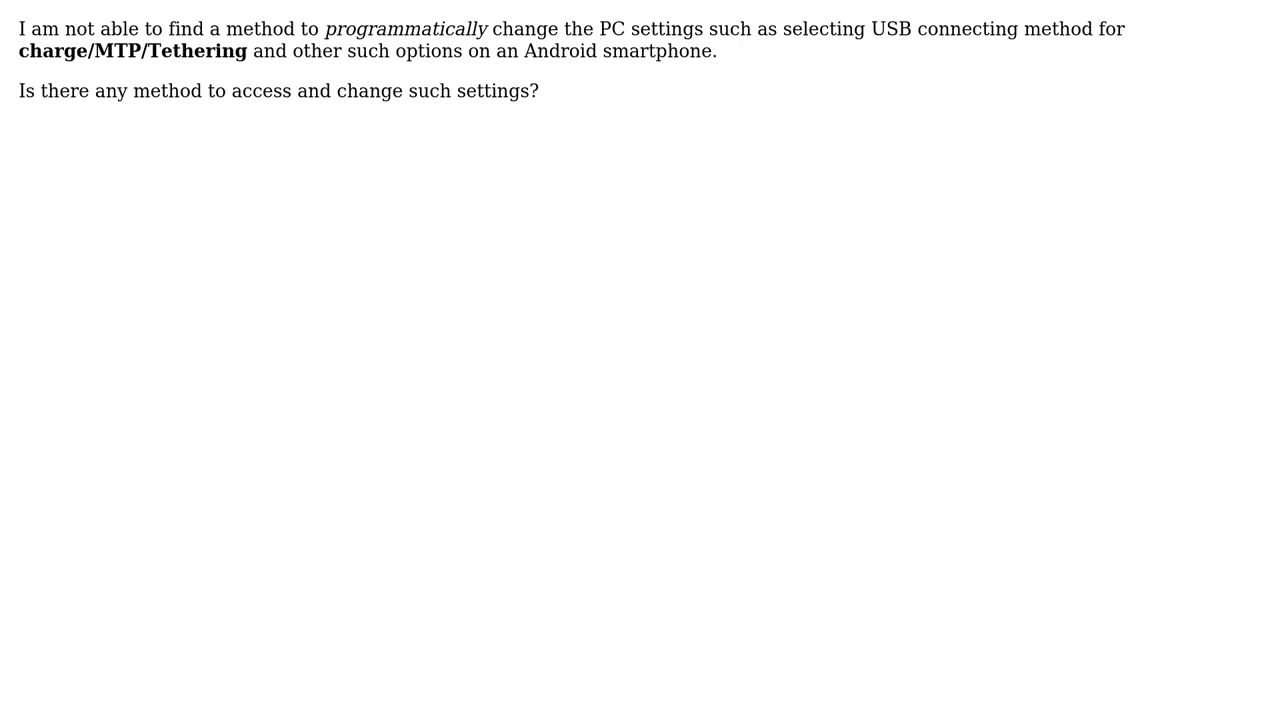 I am not able to find a method to programmatically change the PC settings such as selecting USB connecting method for
charge/MTP/Tethering and other such options on an Android smartphone.
Is there any method to access and change such settings?